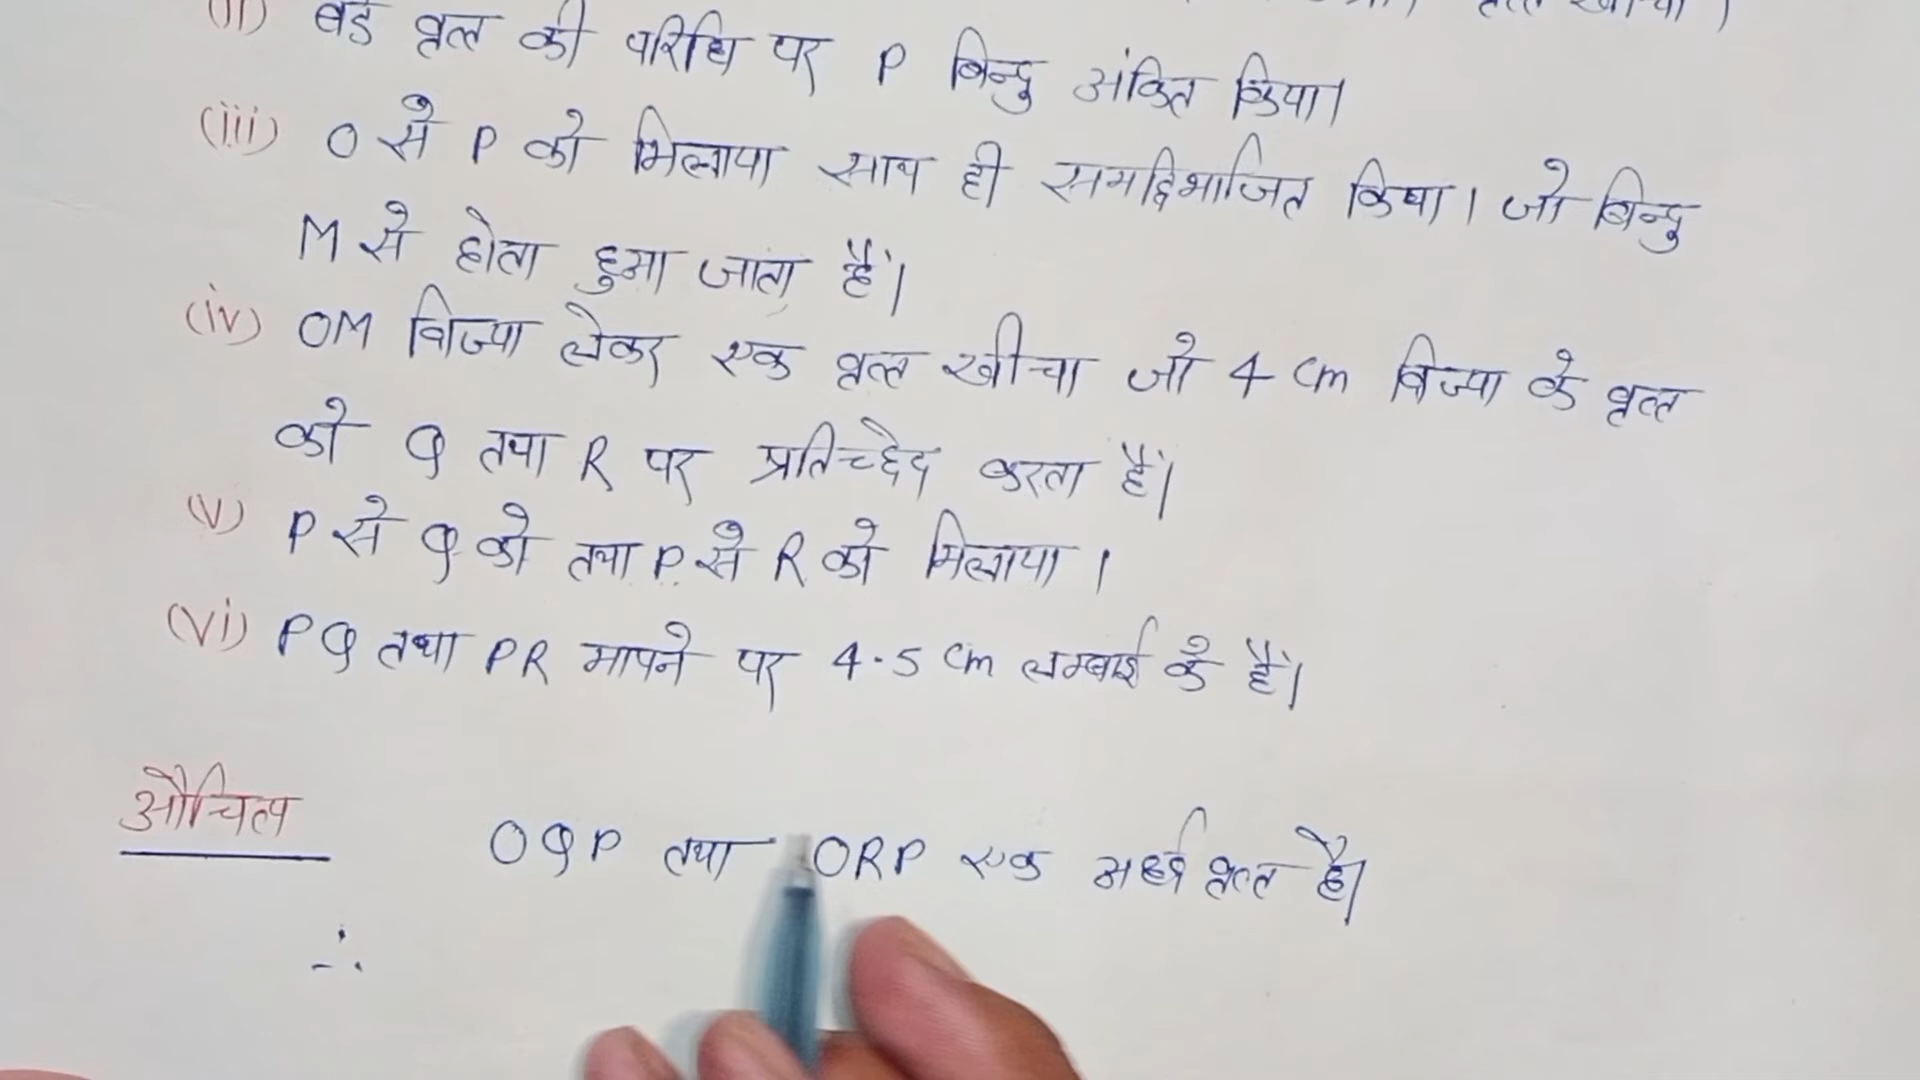 (ii) बड़े वृत्त की परिधि पर P बिन्दु अंकित किया।
(iii) O से P को मिलाया साथ ही समद्विभाजित किया। जो बिन्दु
M से होता हुआ जाता है।
(iv) OM त्रिज्या लेकर एक वृत्त खींचा जो 4 cm त्रिज्या के वृत्त
को Q तथा R पर प्रतिच्छेद करता है।
(v) P से Q को तथा P से R को मिलाया।
(vi) PQ तथा PR मापने पर 4.5 cm लम्बाई के हैं।
औचित्य
OQP तथा ORP एक अर्द्धवृत्त है।
∴